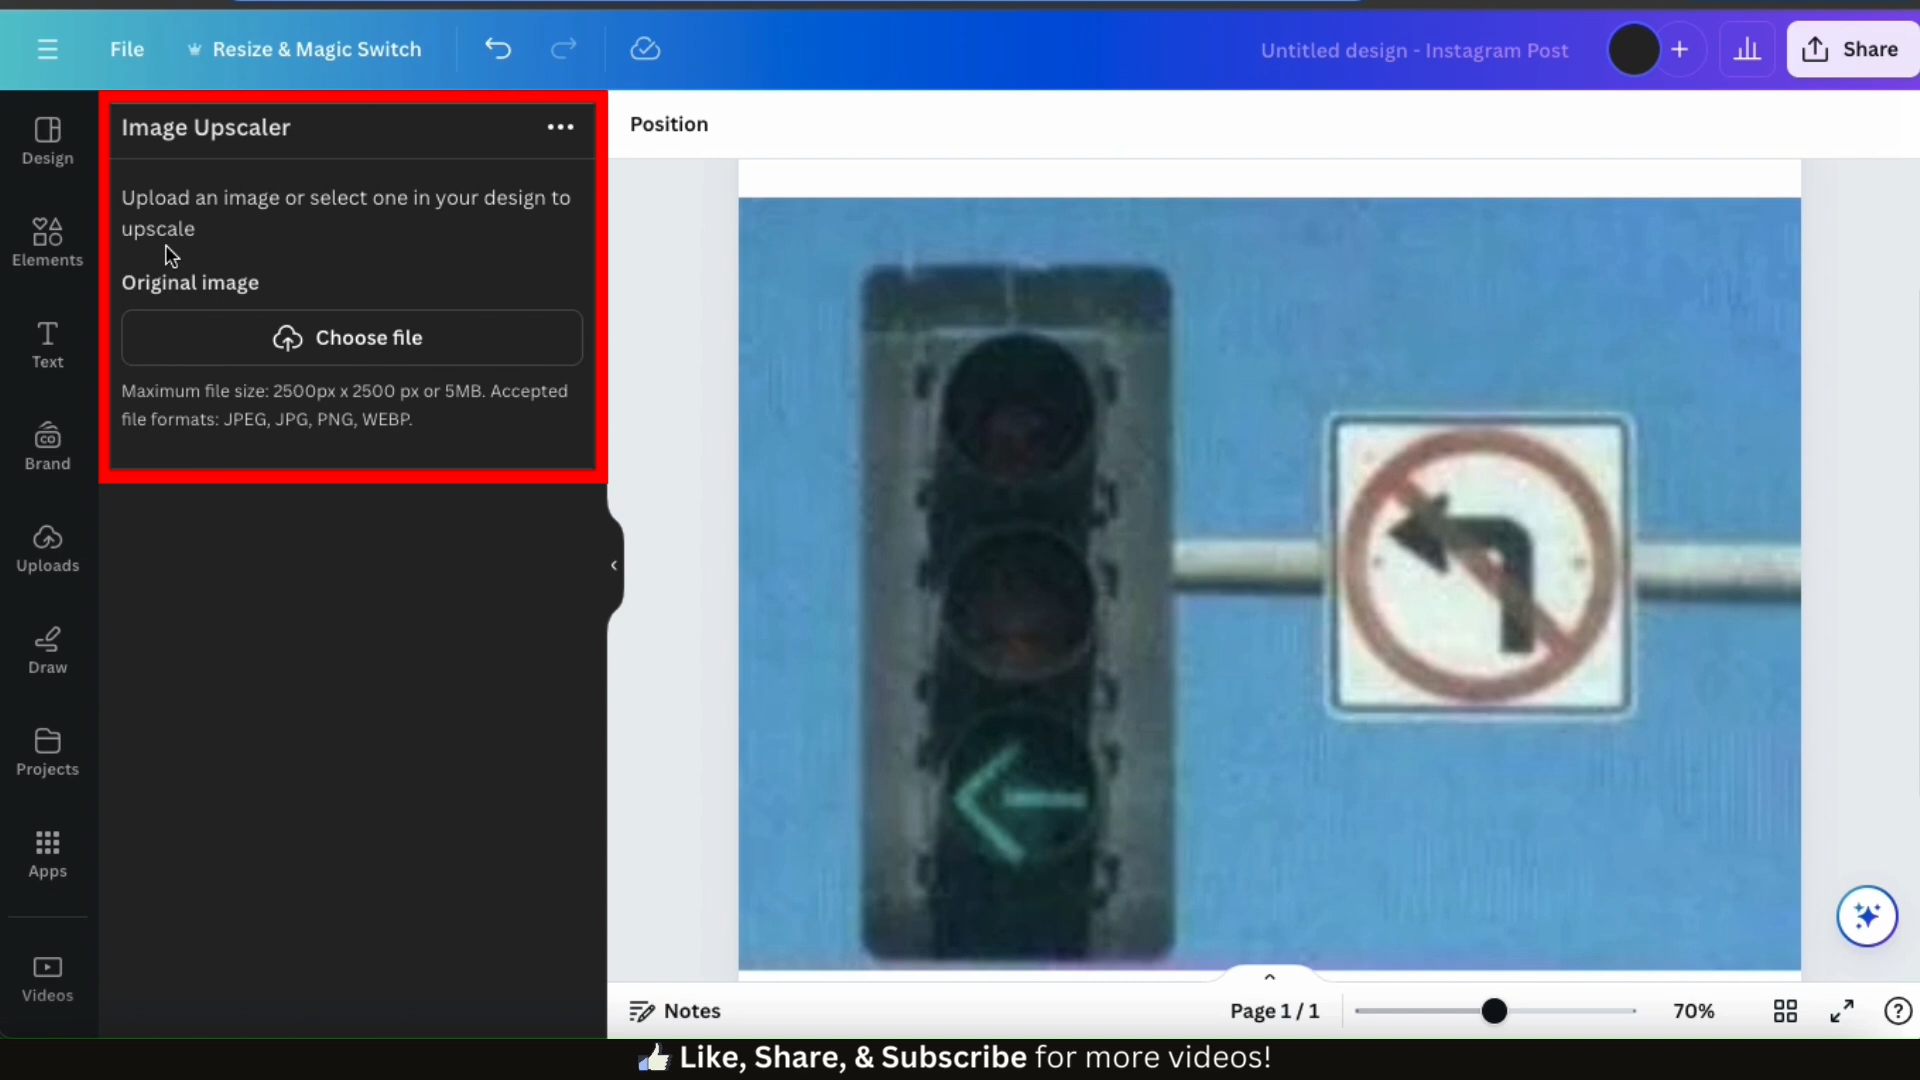 File
Resize & Magic Switch
Untitled design - Instagram Post
Share
Design
Elements
Text
Brand
Uploads
Draw
Projects
Apps
Videos
Image Upscaler
Upload an image or select one in your design to
upscale
Original image
Choose file
Maximum file size: 2500px x 2500 px or 5MB. Accepted
file formats: JPEG, JPG, PNG, WEBP.
Position
Notes
Page 1 / 1
70%
Like, Share, & Subscribe for more videos!